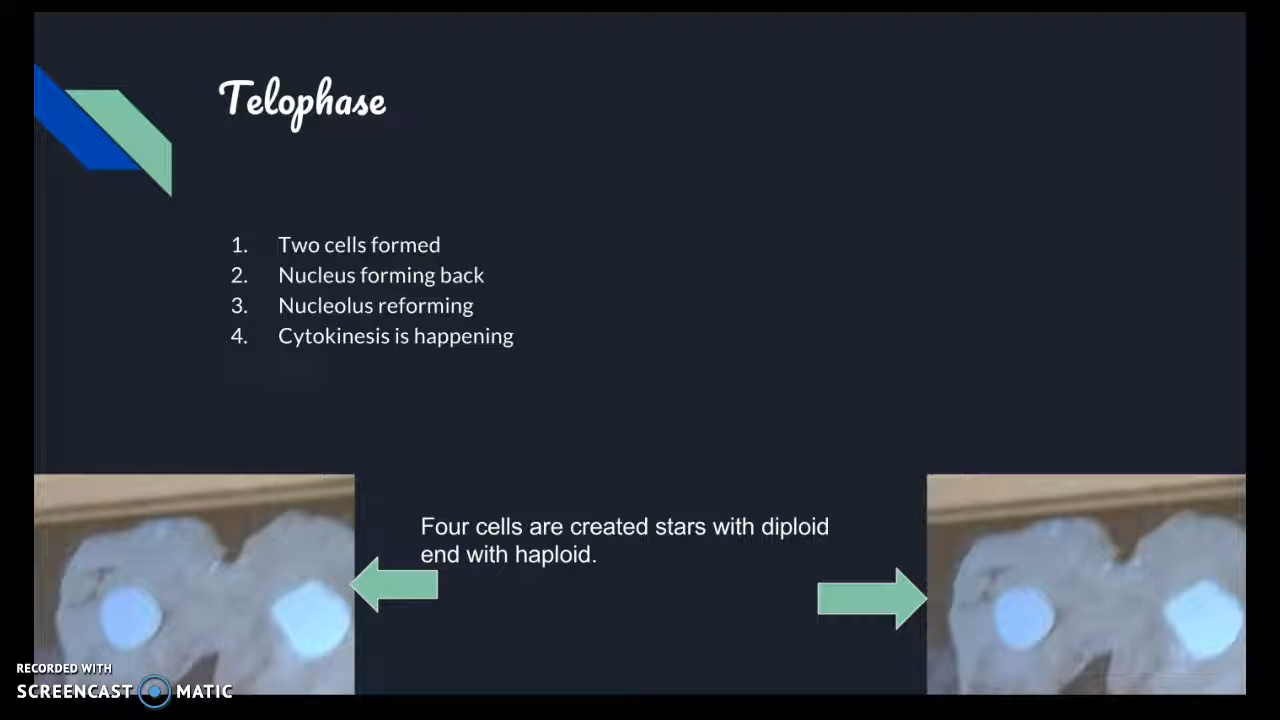 Telophase
1. Two cells formed
2. Nucleus forming back
3. Nucleolus reforming
4. Cytokinesis is happening
Four cells are created stars with diploid
end with haploid.
RECORDED WITH
SCREENCAST MATIC